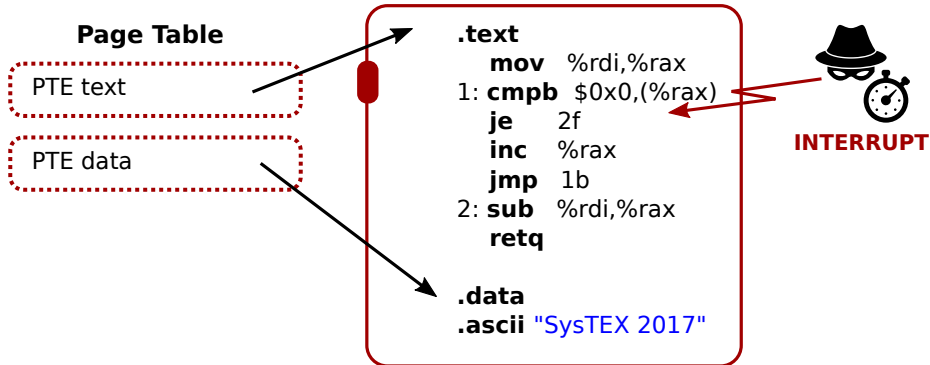 Page Table
PTE text
PTE data
.text
mov %rdi,%rax
1: cmpb $0x0,(%rax)
je 2f
inc %rax
jmp 1b
2: sub %rdi,%rax
retq
.data
.ascii "SysTEX 2017"
INTERRUPT